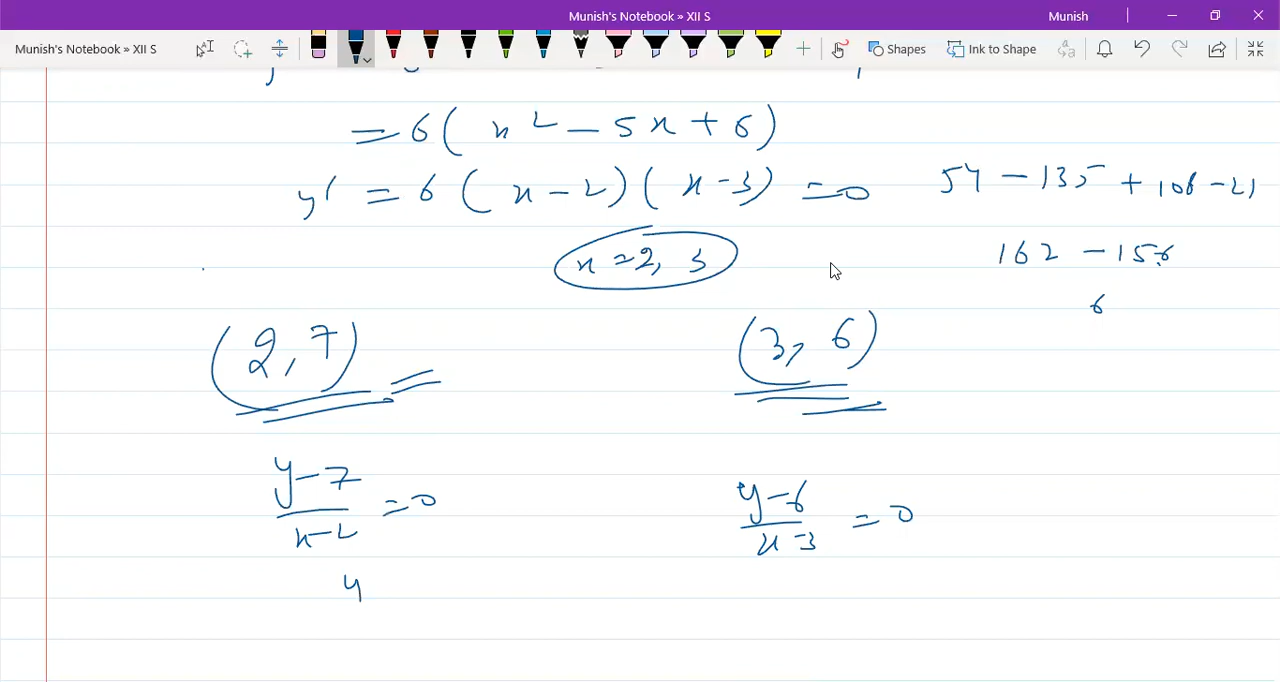 Munish's Notebook » XII S
Munish
Munish's Notebook » XII S
Shapes
Ink to Shape
= 6( x² - 5x + 6)
y' = 6 ( x - 2)( x - 3) = 0
54 - 135 + 108 - 21
x = 2, 3
162 - 156
6
(2, 7)
(3, 6)
y - 7 / x - 2 = 0
y - 6 / x - 3 = 0
y